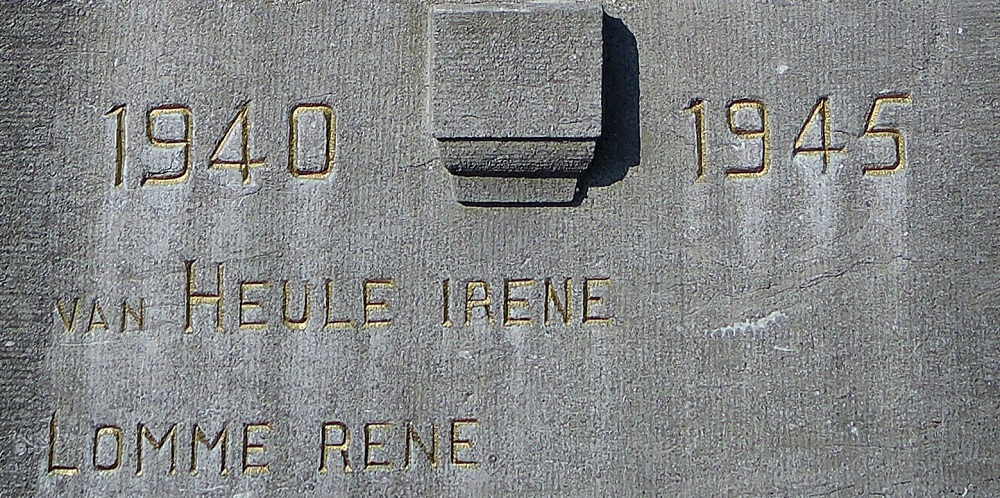 1940 1945
VAN HEULE IRENE
LOMME RENE